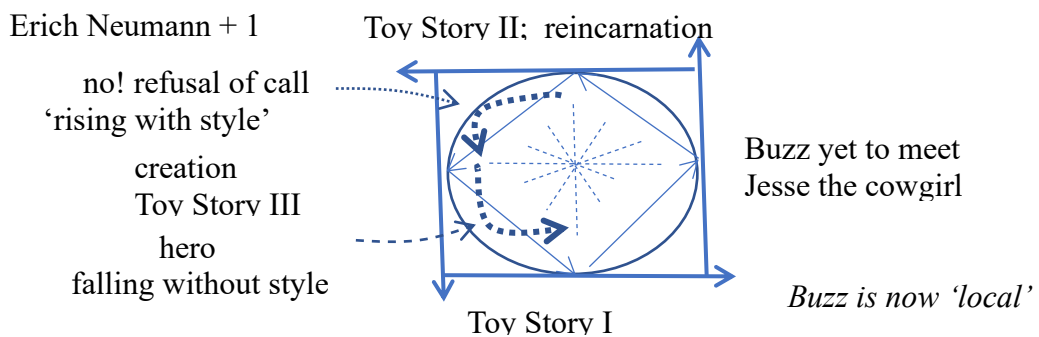 Erich Neumann + 1
Toy Story II;  reincarnation
no! refusal of call
‘rising with style’
creation
Toy Story III
hero
falling without style
Buzz yet to meet
Jesse the cowgirl
Buzz is now ‘local’
Toy Story I